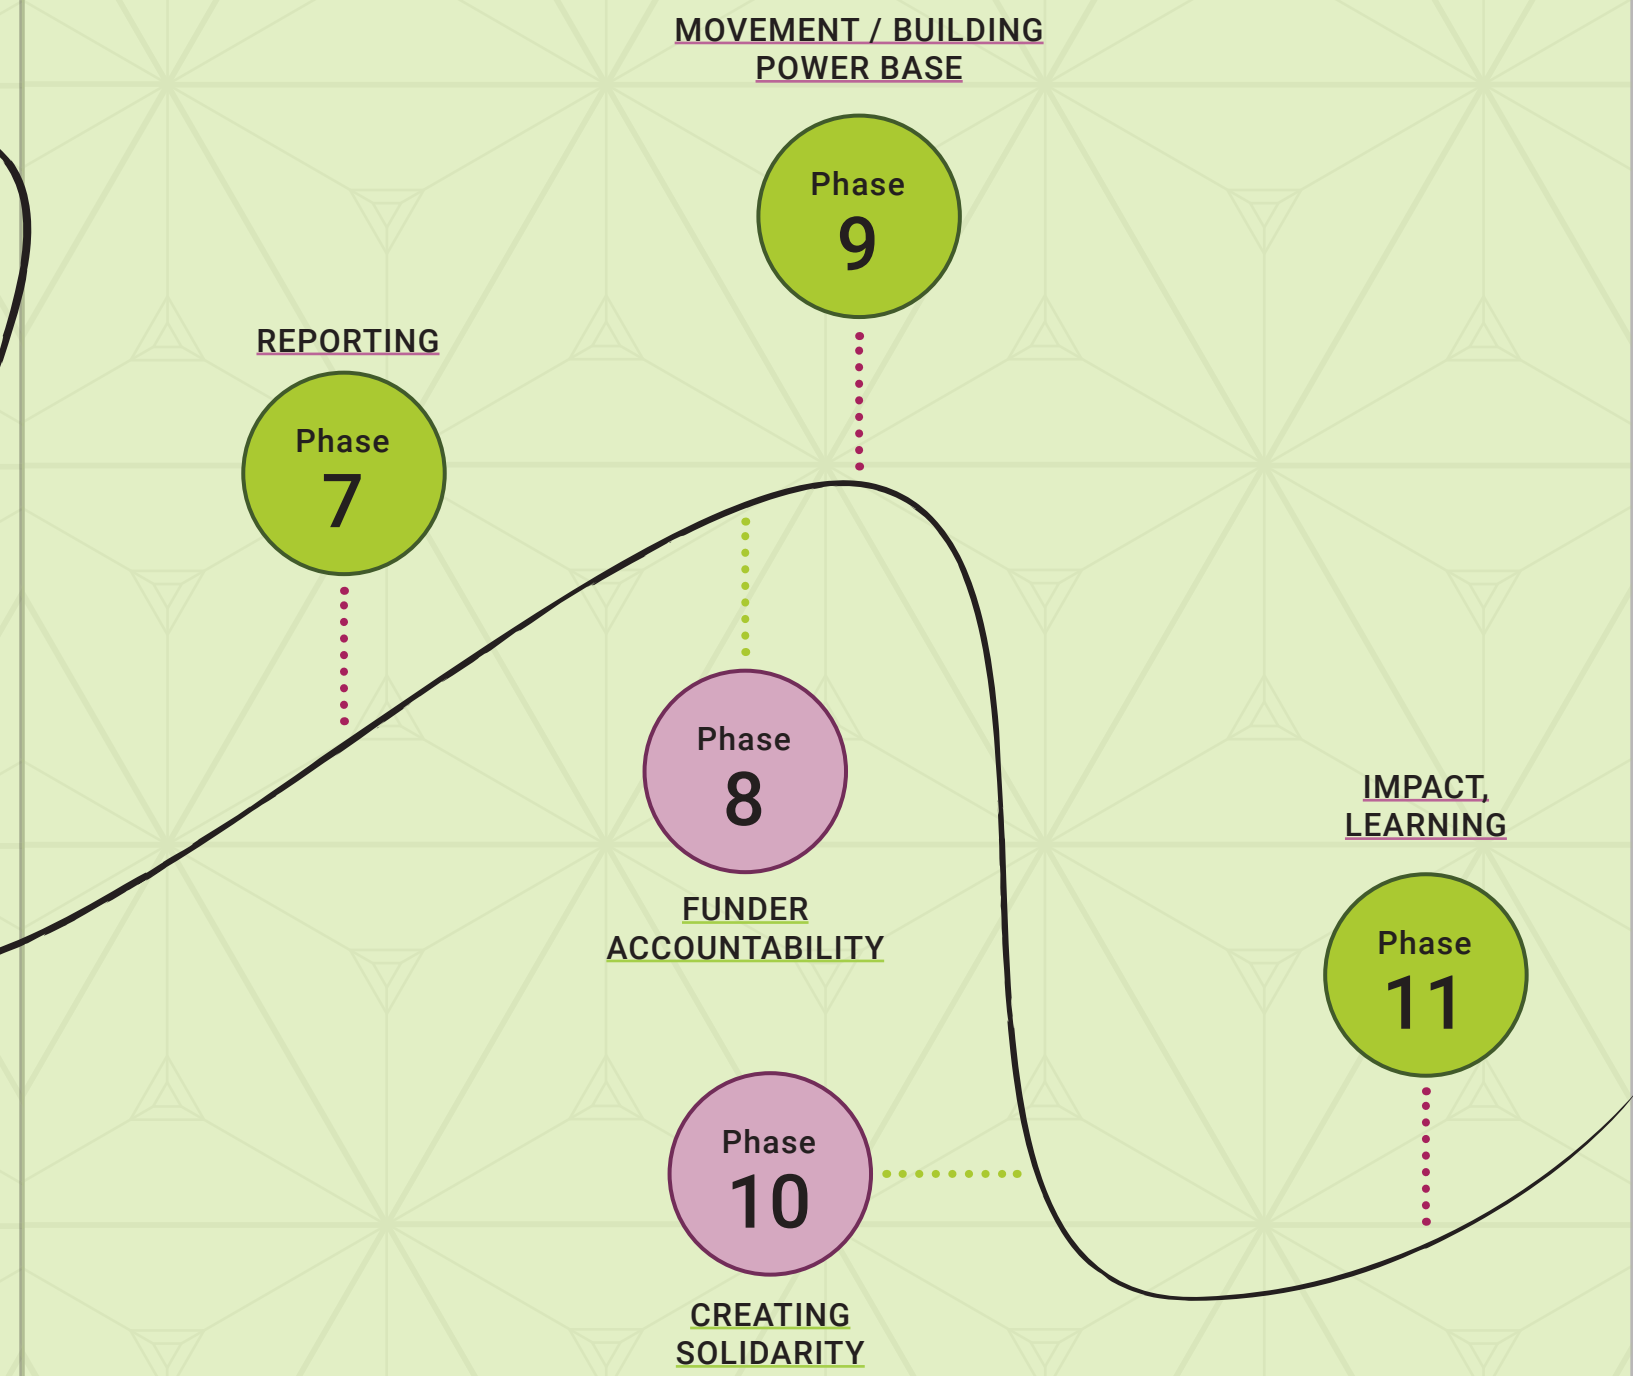 MOVEMENT / BUILDING
POWER BASE
Phase
9
REPORTING
Phase
7
Phase
8
FUNDER
ACCOUNTABILITY
IMPACT,
LEARNING
Phase
11
Phase
10
CREATING
SOLIDARITY